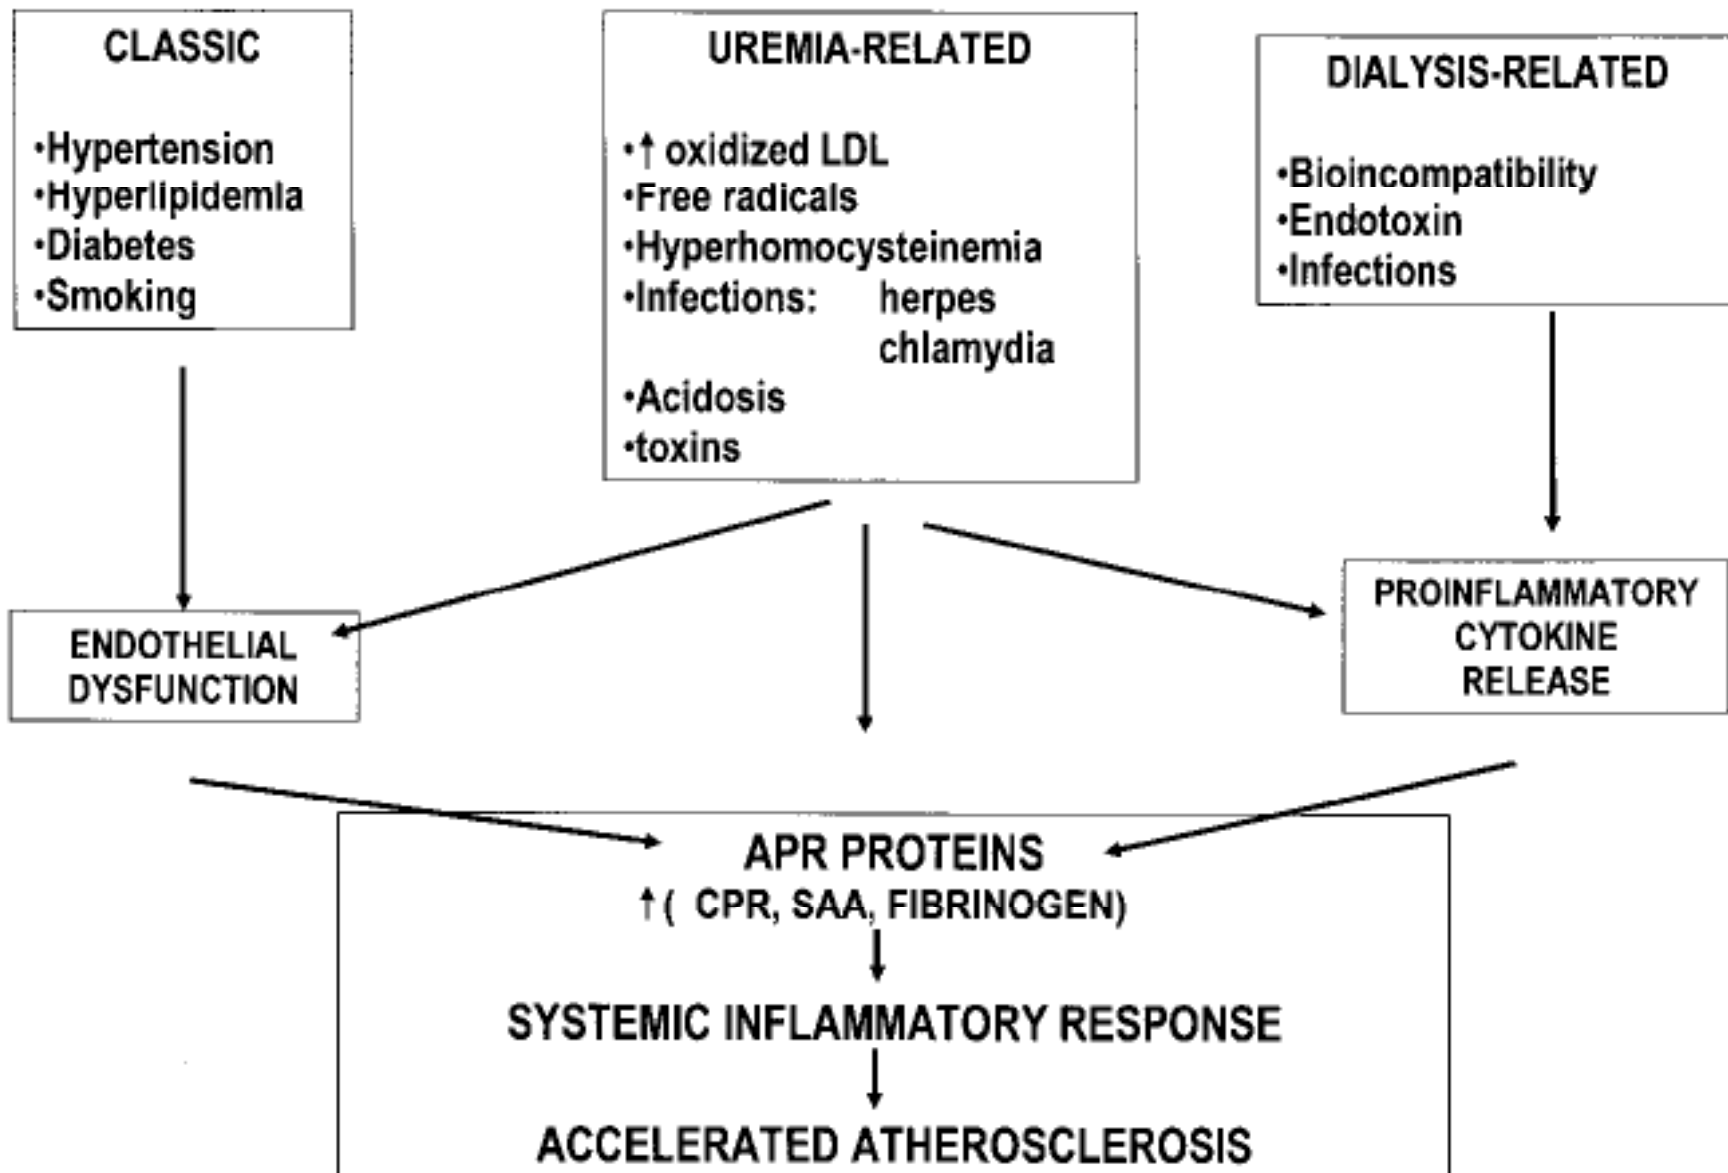 CLASSIC
•Hypertension
•Hyperlipidemia
•Diabetes
•Smoking
UREMIA-RELATED
•↑ oxidized LDL
•Free radicals
•Hyperhomocysteinemia
•Infections: herpes
chlamydia
•Acidosis
•toxins
DIALYSIS-RELATED
•Bioincompatibility
•Endotoxin
•Infections
ENDOTHELIAL
DYSFUNCTION
PROINFLAMMATORY
CYTOKINE
RELEASE
APR PROTEINS
↑ ( CPR, SAA, FIBRINOGEN)
SYSTEMIC INFLAMMATORY RESPONSE
ACCELERATED ATHEROSCLEROSIS